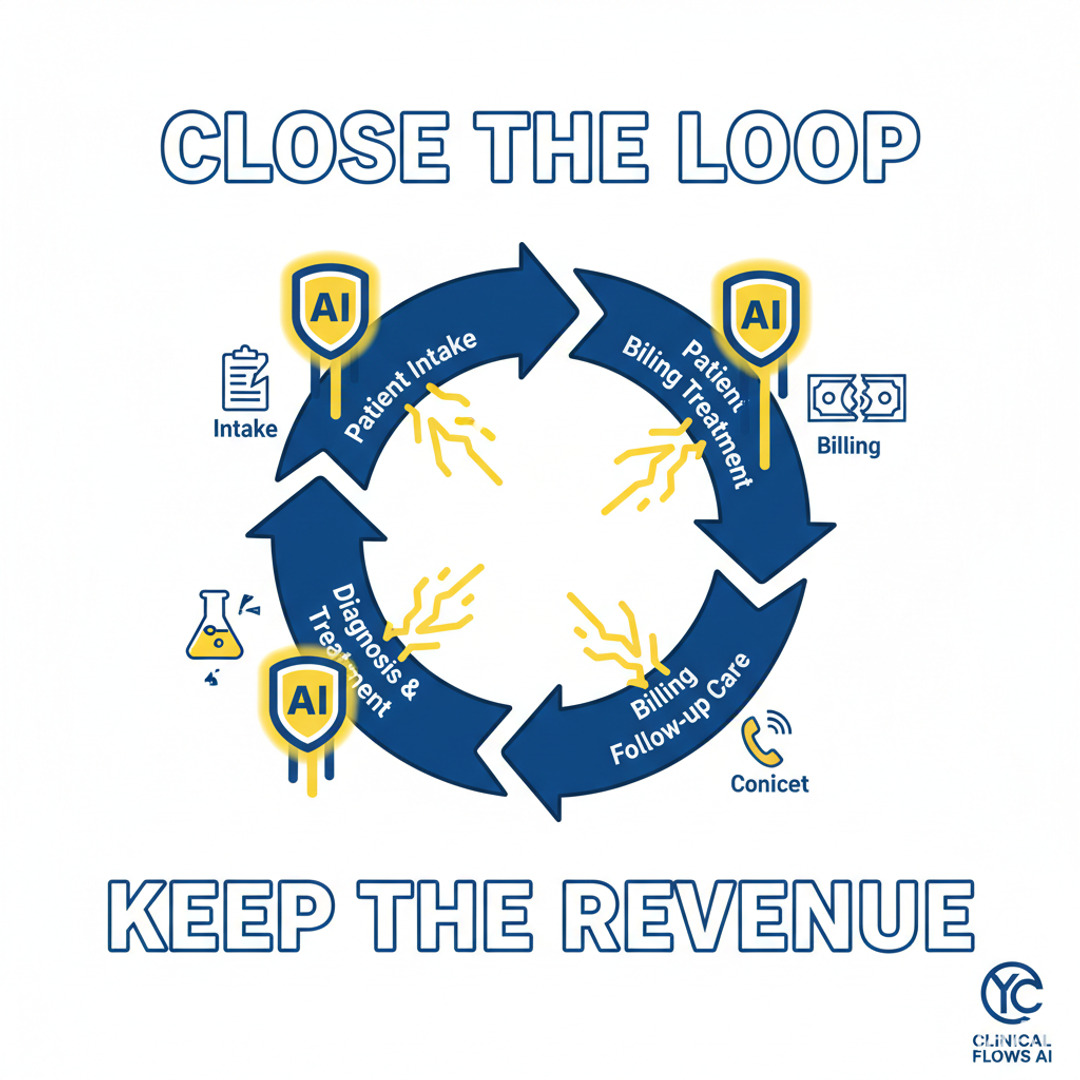 CLOSE THE LOOP
AI
AI
Patient Intake
Patient
Biling Treatment
Intake
Billing
Diagnosis &
Treatment
AI
Billing
Follow-up Care
Conicet
KEEP THE REVENUE
YC
CLINICAL
FLOWS AI